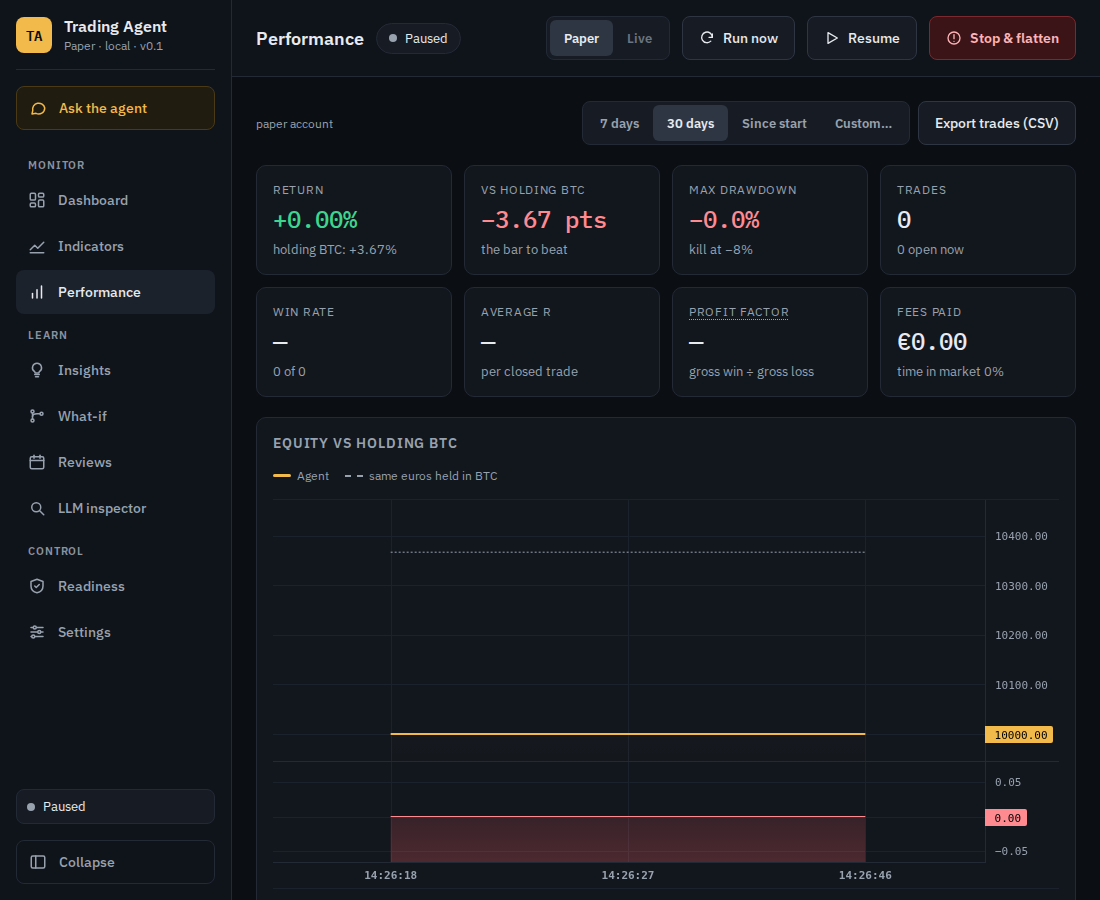 TA
Trading Agent
Paper · local · v0.1
Ask the agent
MONITOR
Dashboard
Indicators
Performance
LEARN
Insights
What-if
Reviews
LLM inspector
CONTROL
Readiness
Settings
Paused
Collapse
Performance
Paused
Paper
Live
Run now
Resume
Stop & flatten
paper account
7 days
30 days
Since start
Custom…
Export trades (CSV)
RETURN
+0.00%
holding BTC: +3.67%
VS HOLDING BTC
−3.67 pts
the bar to beat
MAX DRAWDOWN
−0.0%
kill at −8%
TRADES
0
0 open now
WIN RATE
—
0 of 0
AVERAGE R
—
per closed trade
PROFIT FACTOR
—
gross win ÷ gross loss
FEES PAID
€0.00
time in market 0%
EQUITY VS HOLDING BTC
Agent
same euros held in BTC
10400.00
10300.00
10200.00
10100.00
10000.00
0.05
0.00
−0.05
14:26:18
14:26:27
14:26:46